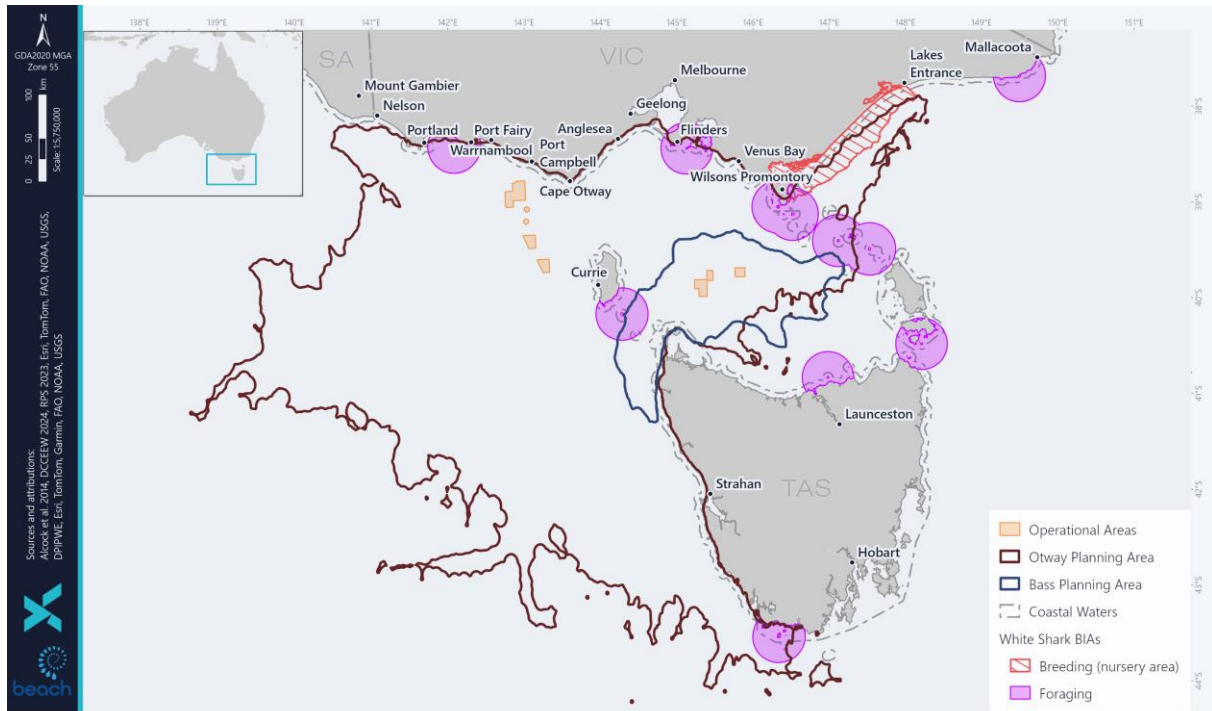 N
GDA2020 MGA
Zone 55
km
100
50
25
0
Scale: 1:5,750,000
Sources and attributions:
Alcock et al. 2014, DCCEEW 2024, RPS 2023, Esri, TomTom, FAO, NOAA, USGS,
DPIPWE, Esri, TomTom, Garmin, FAO, NOAA, USGS
beach
138°E
139°E
140°E
141°E
142°E
143°E
144°E
145°E
146°E
147°E
148°E
149°E
150°E
151°E
38°S
39°S
40°S
41°S
42°S
43°S
44°S
SA
VIC
TAS
Mount Gambier
Nelson
Portland
Port Fairy
Warrnambool
Port
Campbell
Cape Otway
Anglesea
Geelong
Melbourne
Flinders
Venus Bay
Wilsons Promontory
Lakes
Entrance
Mallacoota
Currie
Launceston
Strahan
Hobart
Operational Areas
Otway Planning Area
Bass Planning Area
Coastal Waters
White Shark BIAs
Breeding (nursery area)
Foraging